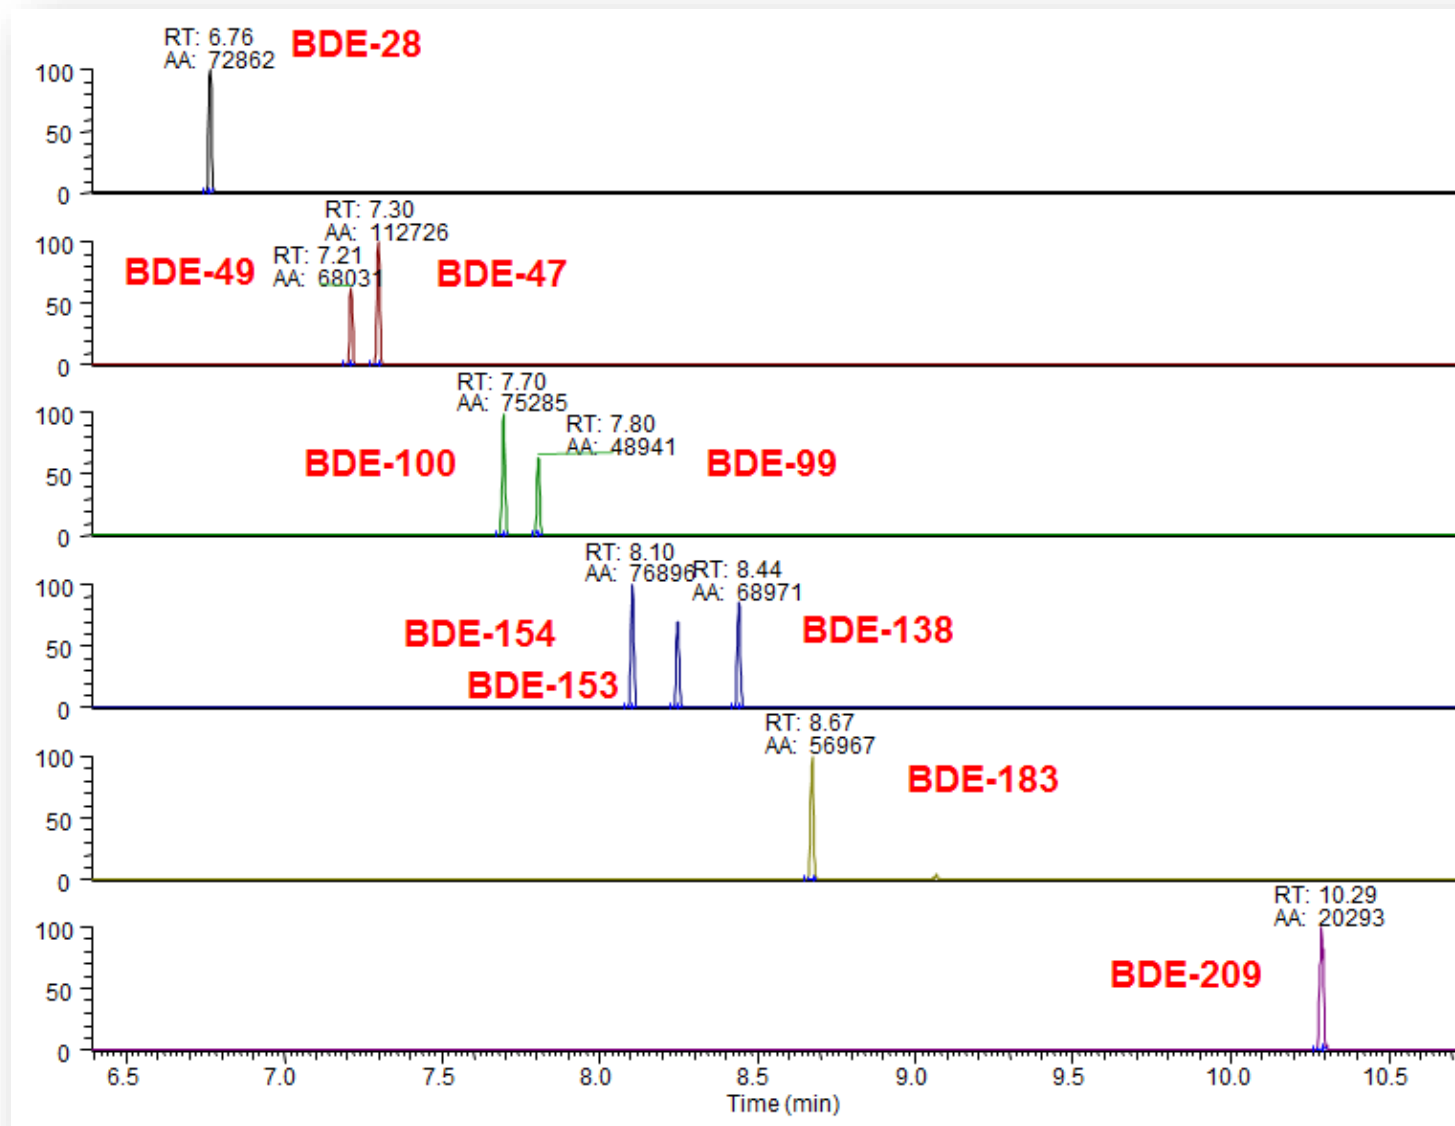 RT: 6.76
AA: 72862
BDE-28
100
50
0
RT: 7.30
AA: 112726
RT: 7.21
AA: 68031
BDE-49
BDE-47
100
50
0
RT: 7.70
AA: 75285
RT: 7.80
AA: 48941
BDE-100
BDE-99
100
50
0
RT: 8.10
AA: 76896
RT: 8.44
AA: 68971
BDE-154
BDE-138
BDE-153
100
50
0
RT: 8.67
AA: 56967
BDE-183
100
50
0
RT: 10.29
AA: 20293
BDE-209
100
50
0
6.5 7.0 7.5 8.0 8.5 9.0 9.5 10.0 10.5
Time (min)